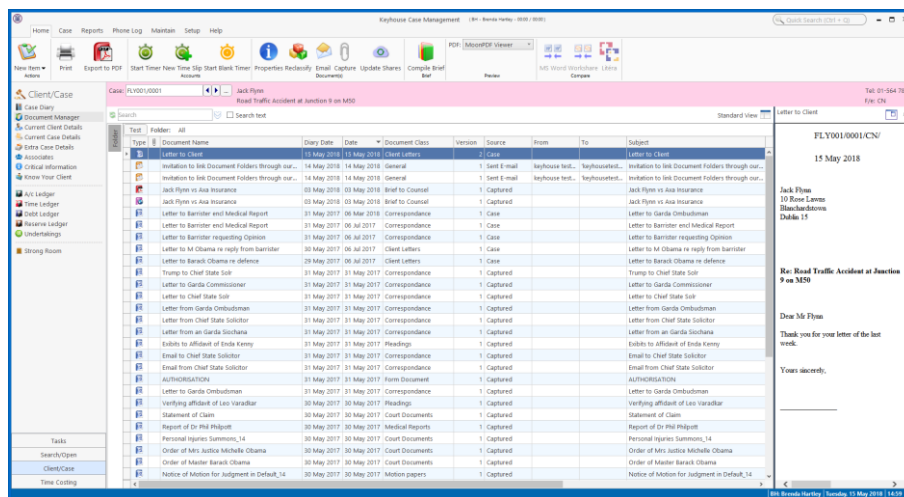 Keyhouse Case Management ( BH - Brenda Hartley - 00:00 / 00:00)
Quick Search (Ctrl + Q)
Home Case Reports Phone Log Maintain Setup Help
PDF: MoonPDF Viewer
New Item Print Export to PDF Start Timer New Time Slip Start Blank Timer Properties Reclassify Email Capture Update Shares Compile Brief MS Word Workshare Litera
Actions Accounts Document(s) Brief Preview Compare
Client/Case
Case Diary
Document Manager
Current Client Details
Current Case Details
Extra Case Details
Associates
Critical Information
Know Your Client
A/c Ledger
Time Ledger
Debt Ledger
Reserve Ledger
Undertakings
Strong Room
Tasks
Search/Open
Client/Case
Time Costing
Case: FLY001/0001 ... Jack Flynn Tel: 01-564 78
Road Traffic Accident at Junction 9 on M50 F/e: CN
Search Search text Standard View
Folder
Test Folder: All
Type Document Name Diary Date Date Document Class Version Source From To Subject
Letter to Client 15 May 2018 15 May 2018 Client Letters 2 Case Letter to Client
Invitation to link Document Folders through our... 14 May 2018 14 May 2018 General 1 Sent E-mail keyhouse test... 'keyhousetest... Invitation to link Document Folders through our...
Invitation to link Document Folders through our... 14 May 2018 14 May 2018 General 1 Sent E-mail keyhouse test... 'keyhousetest... Invitation to link Document Folders through our...
Jack Flynn vs Axa Insurance 03 May 2018 03 May 2018 Brief to Counsel 1 Captured Jack Flynn vs Axa Insurance
Jack Flynn vs Axa Insurance 03 May 2018 03 May 2018 Brief to Counsel 1 Captured Jack Flynn vs Axa Insurance
Letter to Barrister encl Medical Report 31 May 2017 06 Mar 2018 Correspondance 1 Case Letter to Garda Ombudsman
Letter to Barrister encl Medical Report 31 May 2017 06 Jul 2017 Correspondance 1 Case Letter to Barrister encl Medical Report
Letter to Barrister requesting Opinion 31 May 2017 06 Jul 2017 Correspondance 1 Case Letter to Barrister requesting Opinion
Letter to M Obama re reply from barrister 30 May 2017 06 Jul 2017 Client Letters 1 Case Letter to M Obama re reply from barrister
Letter to Barack Obama re defence 29 May 2017 06 Jul 2017 Client Letters 1 Case Letter to Barack Obama re defence
Trump to Chief State Solr 31 May 2017 31 May 2017 Correspondance 1 Captured Trump to Chief State Solr
Letter to Garda Commissioner 31 May 2017 31 May 2017 Correspondance 1 Captured Letter to Garda Commissioner
Letter to Chief State Solr 31 May 2017 31 May 2017 Correspondance 1 Captured Letter to Chief State Solr
Letter from Garda Ombudsman 31 May 2017 31 May 2017 Correspondance 1 Captured Letter from Garda Ombudsman
Letter from Chief State Solicitor 31 May 2017 31 May 2017 Correspondance 1 Captured Letter from Chief State Solicitor
Letter from an Garda Siochana 31 May 2017 31 May 2017 Correspondance 1 Captured Letter from an Garda Siochana
Exibits to Affidavit of Enda Kenny 31 May 2017 31 May 2017 Pleadings 1 Captured Exibits to Affidavit of Enda Kenny
Email to Chief State Solicitor 31 May 2017 31 May 2017 Correspondance 1 Captured Email to Chief State Solicitor
Email from Chief State Solicitor 31 May 2017 31 May 2017 Correspondance 1 Captured Email from Chief State Solicitor
AUTHORISATION 31 May 2017 31 May 2017 Form Document 1 Captured AUTHORISATION
Letter to Garda Ombudsman 31 May 2017 31 May 2017 Correspondance 1 Captured Letter to Garda Ombudsman
Verifying affidavit of Leo Varadkar 31 May 2017 30 May 2017 Pleadings 1 Captured Verifying affidavit of Leo Varadkar
Statement of Claim 30 May 2017 30 May 2017 Court Documents 1 Captured Statement of Claim
Report of Dr Phil Philpott 30 May 2017 30 May 2017 Medical Reports 1 Captured Report of Dr Phil Philpott
Personal Injuries Summons_14 30 May 2017 30 May 2017 Court Documents 1 Captured Personal Injuries Summons_14
Order of Mrs Justice Michelle Obama 30 May 2017 30 May 2017 Court Documents 1 Captured Order of Mrs Justice Michelle Obama
Order of Master Barack Obama 30 May 2017 30 May 2017 Court Documents 1 Captured Order of Master Barack Obama
Notice of Motion for Judgment in Default_14 30 May 2017 30 May 2017 Motion papers 1 Captured Notice of Motion for Judgment in Default_14
Letter to Client
FLY001/0001/CN/
15 May 2018
Jack Flynn
10 Rose Lawns
Blanchardstown
Dublin 15
Re: Road Traffic Accident at Junction
9 on M50
Dear Mr Flynn
Thank you for your letter of the last
week.
Yours sincerely,
BH: Brenda Hartley Tuesday, 15 May 2018 14:59